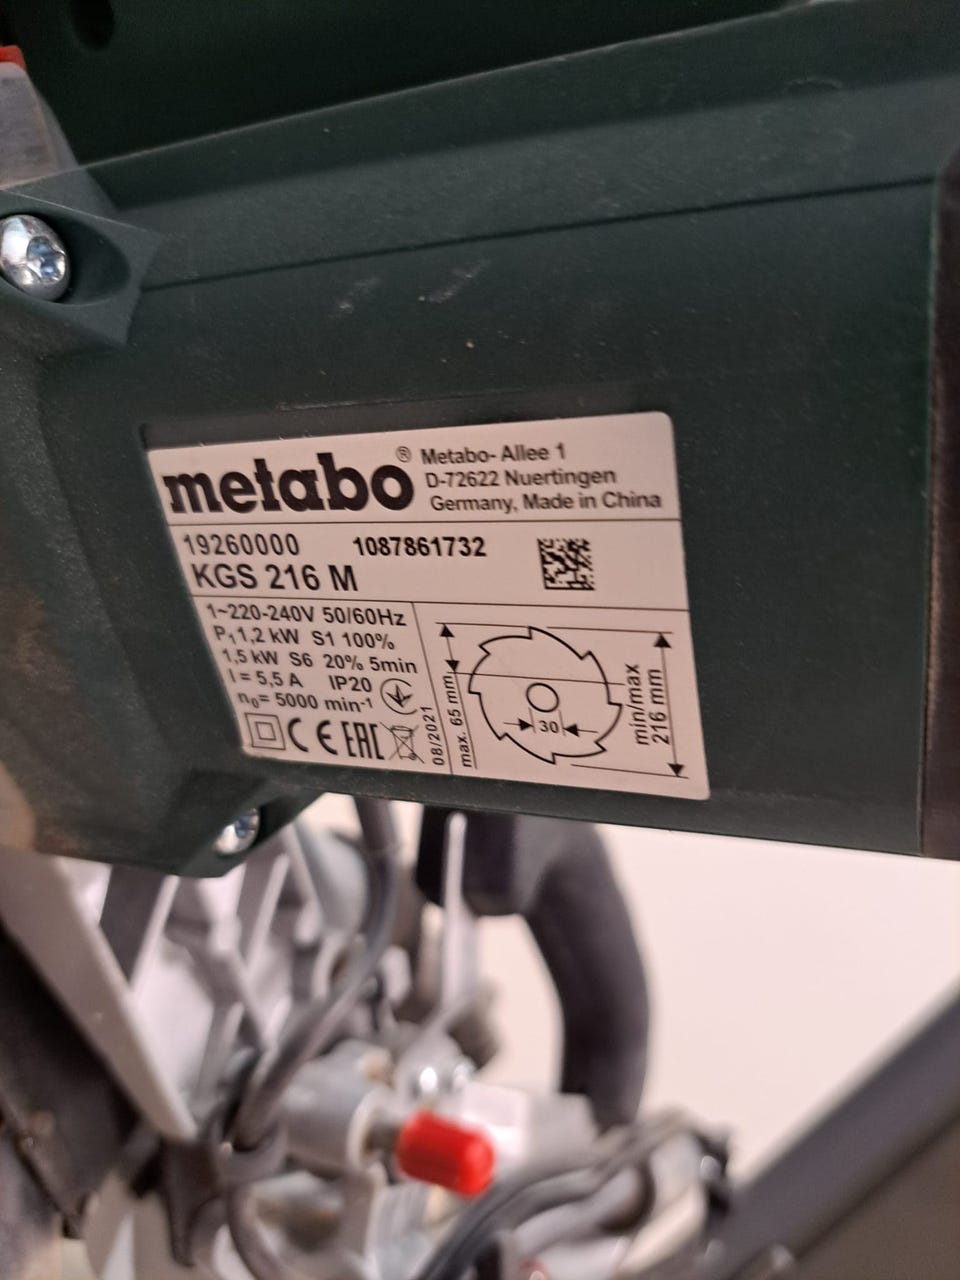 metabo®
Metabo- Allee 1
D-72622 Nuertingen
Germany, Made in China
19260000 1087861732
KGS 216 M
1~220-240V 50/60Hz
P₁ 1,2 kW S1 100%
1,5 kW S6 20% 5min
I = 5,5 A IP20
n₀= 5000 min⁻¹
CE EAC
08/2021
max. 65 mm
30
min/max
216 mm